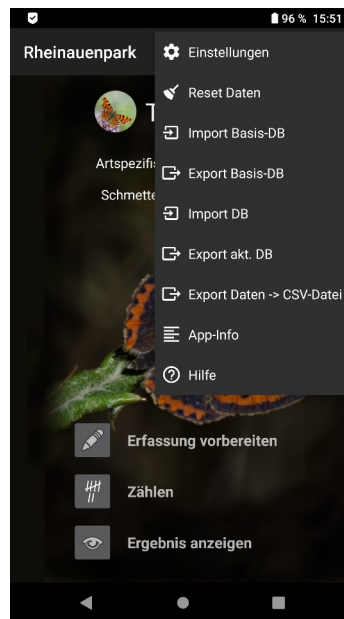 96 % 15:51
Rheinauenpark
Einstellungen
Reset Daten
Import Basis-DB
Export Basis-DB
Import DB
Export akt. DB
Export Daten -> CSV-Datei
App-Info
Hilfe
T
Artspezifi
Schmette
Erfassung vorbereiten
Zählen
Ergebnis anzeigen